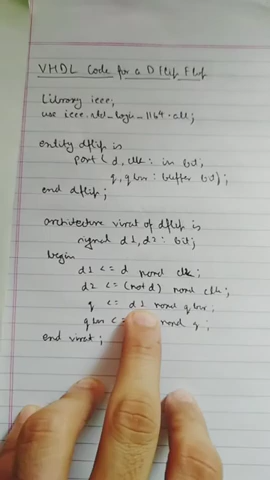 VHDL Code for a D flip Flop
library ieee;
use ieee.std_logic_1164.all;
entity dflip is
port (d, clk: in bit;
q, qbar: buffer bit);
end dflip;
architecture virat of dflip is
signal d1, d2: bit;
begin
d1 <= d nand clk;
d2 <= (not d) nand clk;
q <= d1 nand qbar;
qbar <= nand q;
end virat;